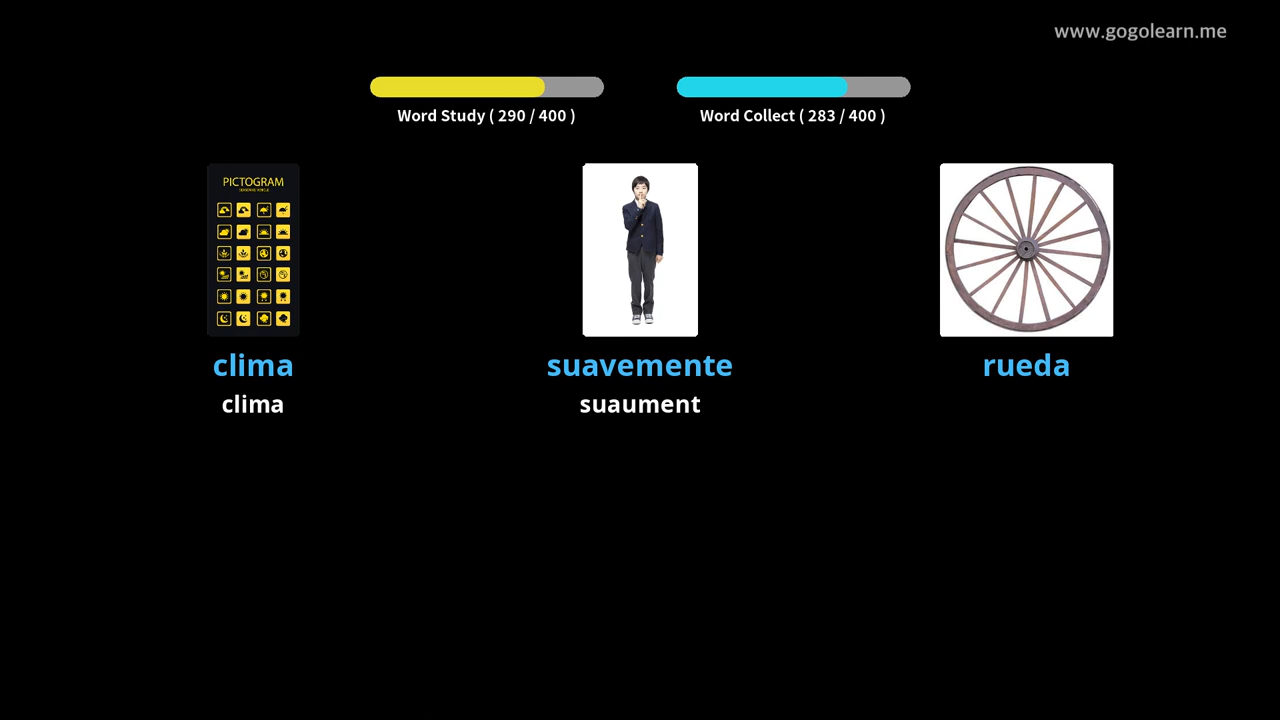 www.gogolearn.me
Word Study ( 290 / 400 )
Word Collect ( 283 / 400 )
PICTOGRAM
clima
suavemente
rueda
clima
suaument